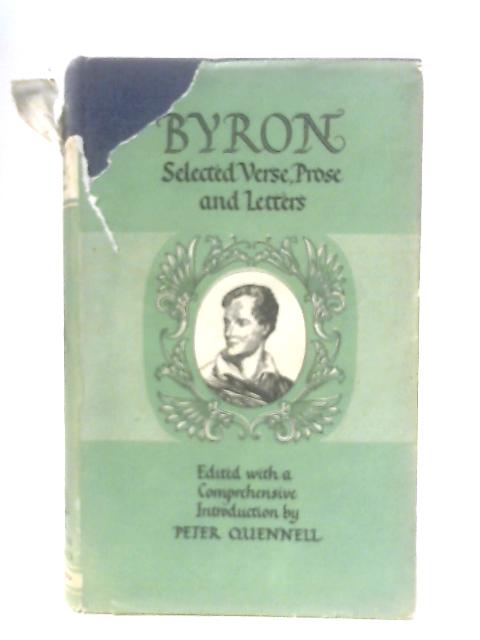 BYRON
Selected Verse, Prose
and Letters
Edited with a
Comprehensive
Introduction by
PETER QUENNELL